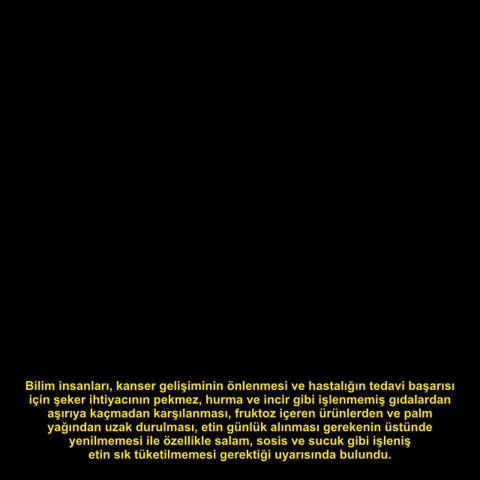 Bilim insanları, kanser gelişiminin önlenmesi ve hastalığın tedavi başarısı
için şeker ihtiyacının pekmez, hurma ve incir gibi işlenmemiş gıdalardan
aşırıya kaçmadan karşılanması, fruktoz içeren ürünlerden ve palm
yağından uzak durulması, etin günlük alınması gerekenin üstünde
yenilmemesi ile özellikle salam, sosis ve sucuk gibi işleniş
etin sık tüketilmemesi gerektiği uyarısında bulundu.